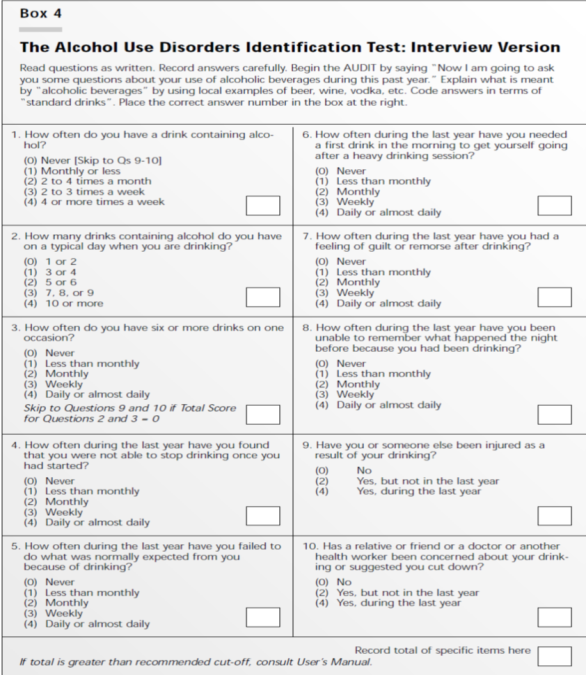 Box 4
The Alcohol Use Disorders Identification Test: Interview Version
Read questions as written. Record answers carefully. Begin the AUDIT by saying "Now I am going to ask
you some questions about your use of alcoholic beverages during this past year." Explain what is meant
by "alcoholic beverages" by using local examples of beer, wine, vodka, etc. Code answers in terms of
"standard drinks". Place the correct answer number in the box at the right.
1. How often do you have a drink containing alco-
hol?
(0) Never [Skip to Qs 9-10]
(1) Monthly or less
(2) 2 to 4 times a month
(3) 2 to 3 times a week
(4) 4 or more times a week
2. How many drinks containing alcohol do you have
on a typical day when you are drinking?
(0) 1 or 2
(1) 3 or 4
(2) 5 or 6
(3) 7, 8, or 9
(4) 10 or more
3. How often do you have six or more drinks on one
occasion?
(0) Never
(1) Less than monthly
(2) Monthly
(3) Weekly
(4) Daily or almost daily
Skip to Questions 9 and 10 if Total Score
for Questions 2 and 3 = 0
4. How often during the last year have you found
that you were not able to stop drinking once you
had started?
(0) Never
(1) Less than monthly
(2) Monthly
(3) Weekly
(4) Daily or almost daily
5. How often during the last year have you failed to
do what was normally expected from you
because of drinking?
(0) Never
(1) Less than monthly
(2) Monthly
(3) Weekly
(4) Daily or almost daily
6. How often during the last year have you needed
a first drink in the morning to get yourself going
after a heavy drinking session?
(0) Never
(1) Less than monthly
(2) Monthly
(3) Weekly
(4) Daily or almost daily
7. How often during the last year have you had a
feeling of guilt or remorse after drinking?
(0) Never
(1) Less than monthly
(2) Monthly
(3) Weekly
(4) Daily or almost daily
8. How often during the last year have you been
unable to remember what happened the night
before because you had been drinking?
(0) Never
(1) Less than monthly
(2) Monthly
(3) Weekly
(4) Daily or almost daily
9. Have you or someone else been injured as a
result of your drinking?
(0) No
(2) Yes, but not in the last year
(4) Yes, during the last year
10. Has a relative or friend or a doctor or another
health worker been concerned about your drink-
ing or suggested you cut down?
(0) No
(2) Yes, but not in the last year
(4) Yes, during the last year
Record total of specific items here
If total is greater than recommended cut-off, consult User's Manual.